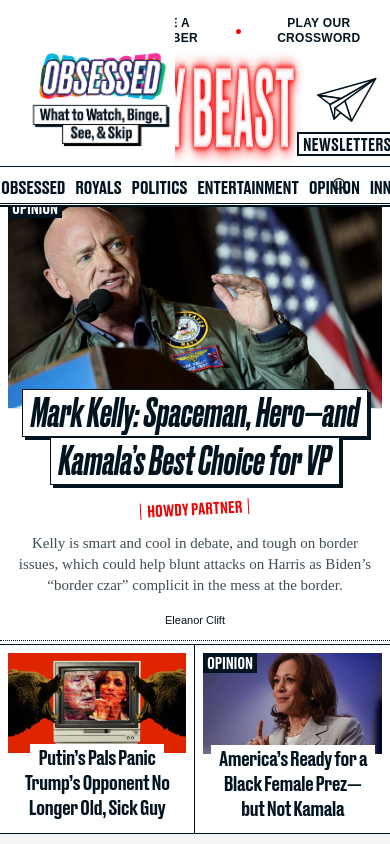 E A
BER
PLAY OUR
CROSSWORD
OBSESSED
What to Watch, Binge,
See, & Skip
Y BEAST
NEWSLETTERS
OBSESSED ROYALS POLITICS ENTERTAINMENT OPINION INN
OPINION
Mark Kelly: Spaceman, Hero—and
Kamala’s Best Choice for VP
HOWDY PARTNER
Kelly is smart and cool in debate, and tough on border
issues, which could help blunt attacks on Harris as Biden’s
“border czar” complicit in the mess at the border.
Eleanor Clift
Putin’s Pals Panic
Trump’s Opponent No
Longer Old, Sick Guy
OPINION
America’s Ready for a
Black Female Prez—
but Not Kamala